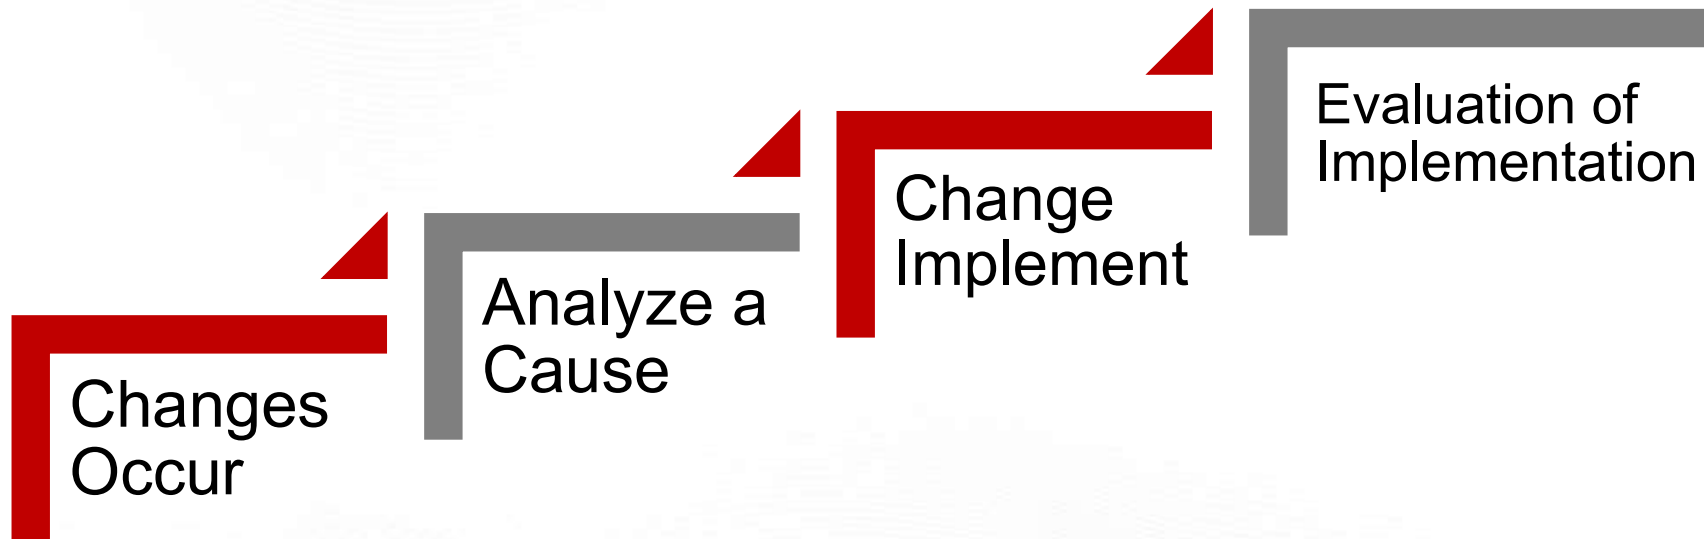 Changes
Occur
Analyze a
Cause
Change
Implement
Evaluation of
Implementation